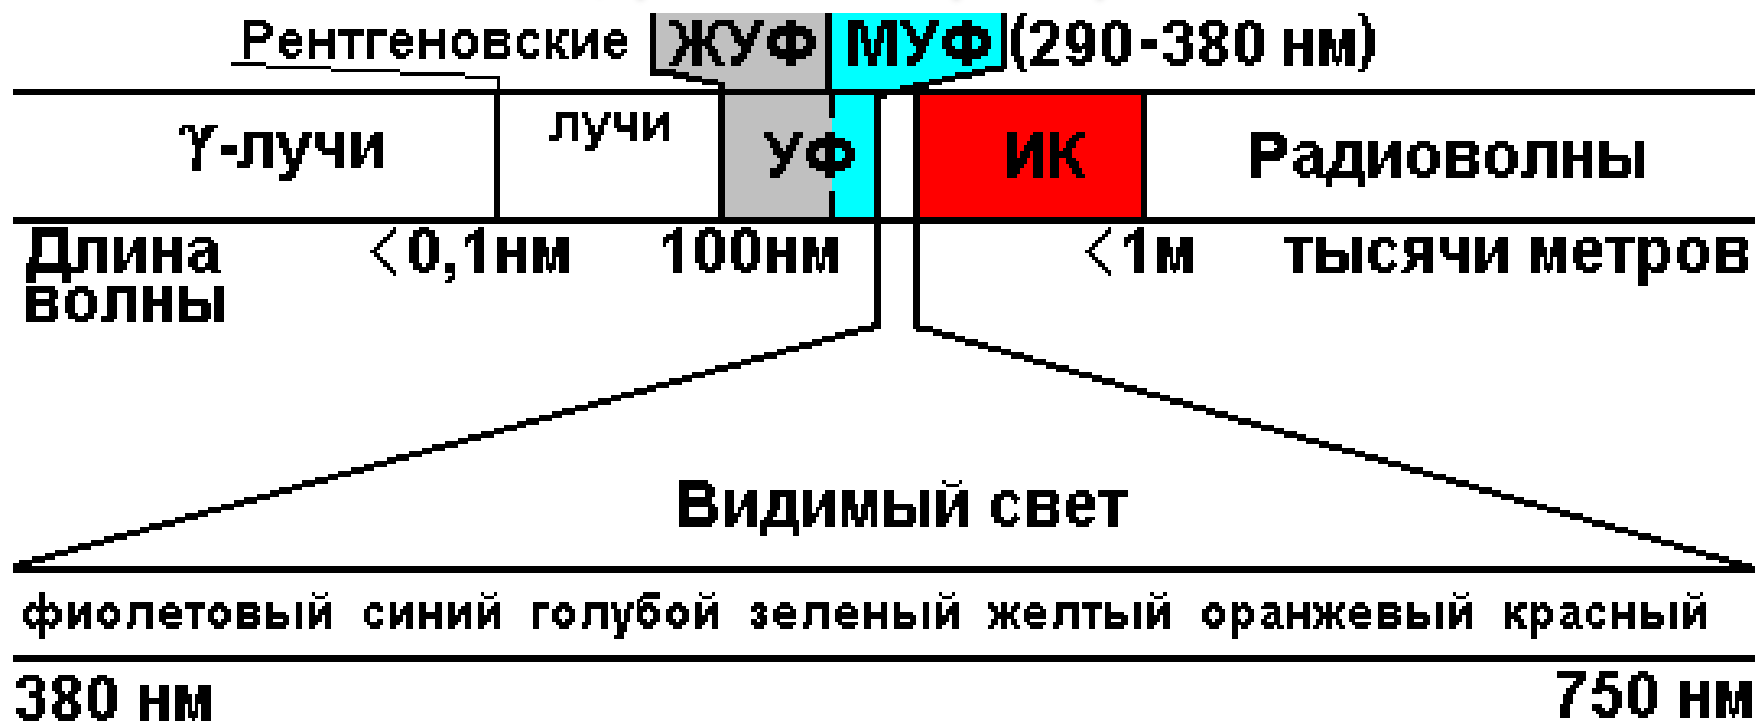 Рентгеновские ЖУФ МУФ (290-380 нм)
γ-лучи лучи УФ ИК Радиоволны
Длина волны <0,1нм 100нм <1м тысячи метров
Видимый свет
фиолетовый синий голубой зеленый желтый оранжевый красный
380 нм 750 нм